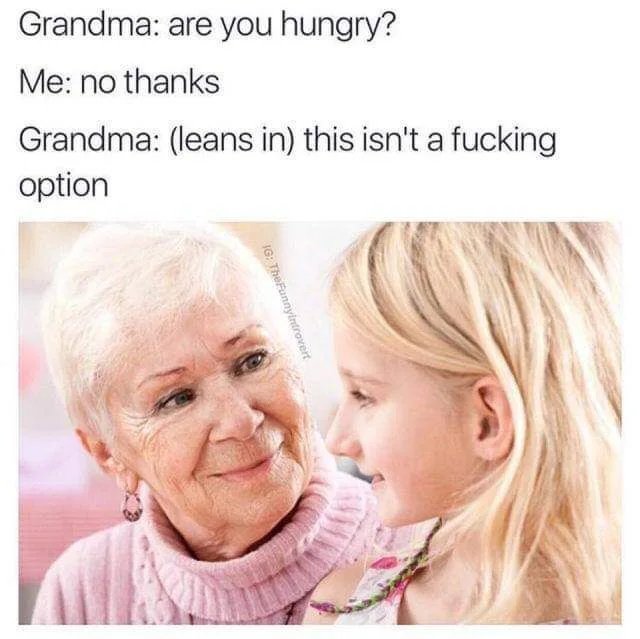 Grandma: are you hungry?
Me: no thanks
Grandma: (leans in) this isn't a fucking
option
IG: TheFunnyIntrovert